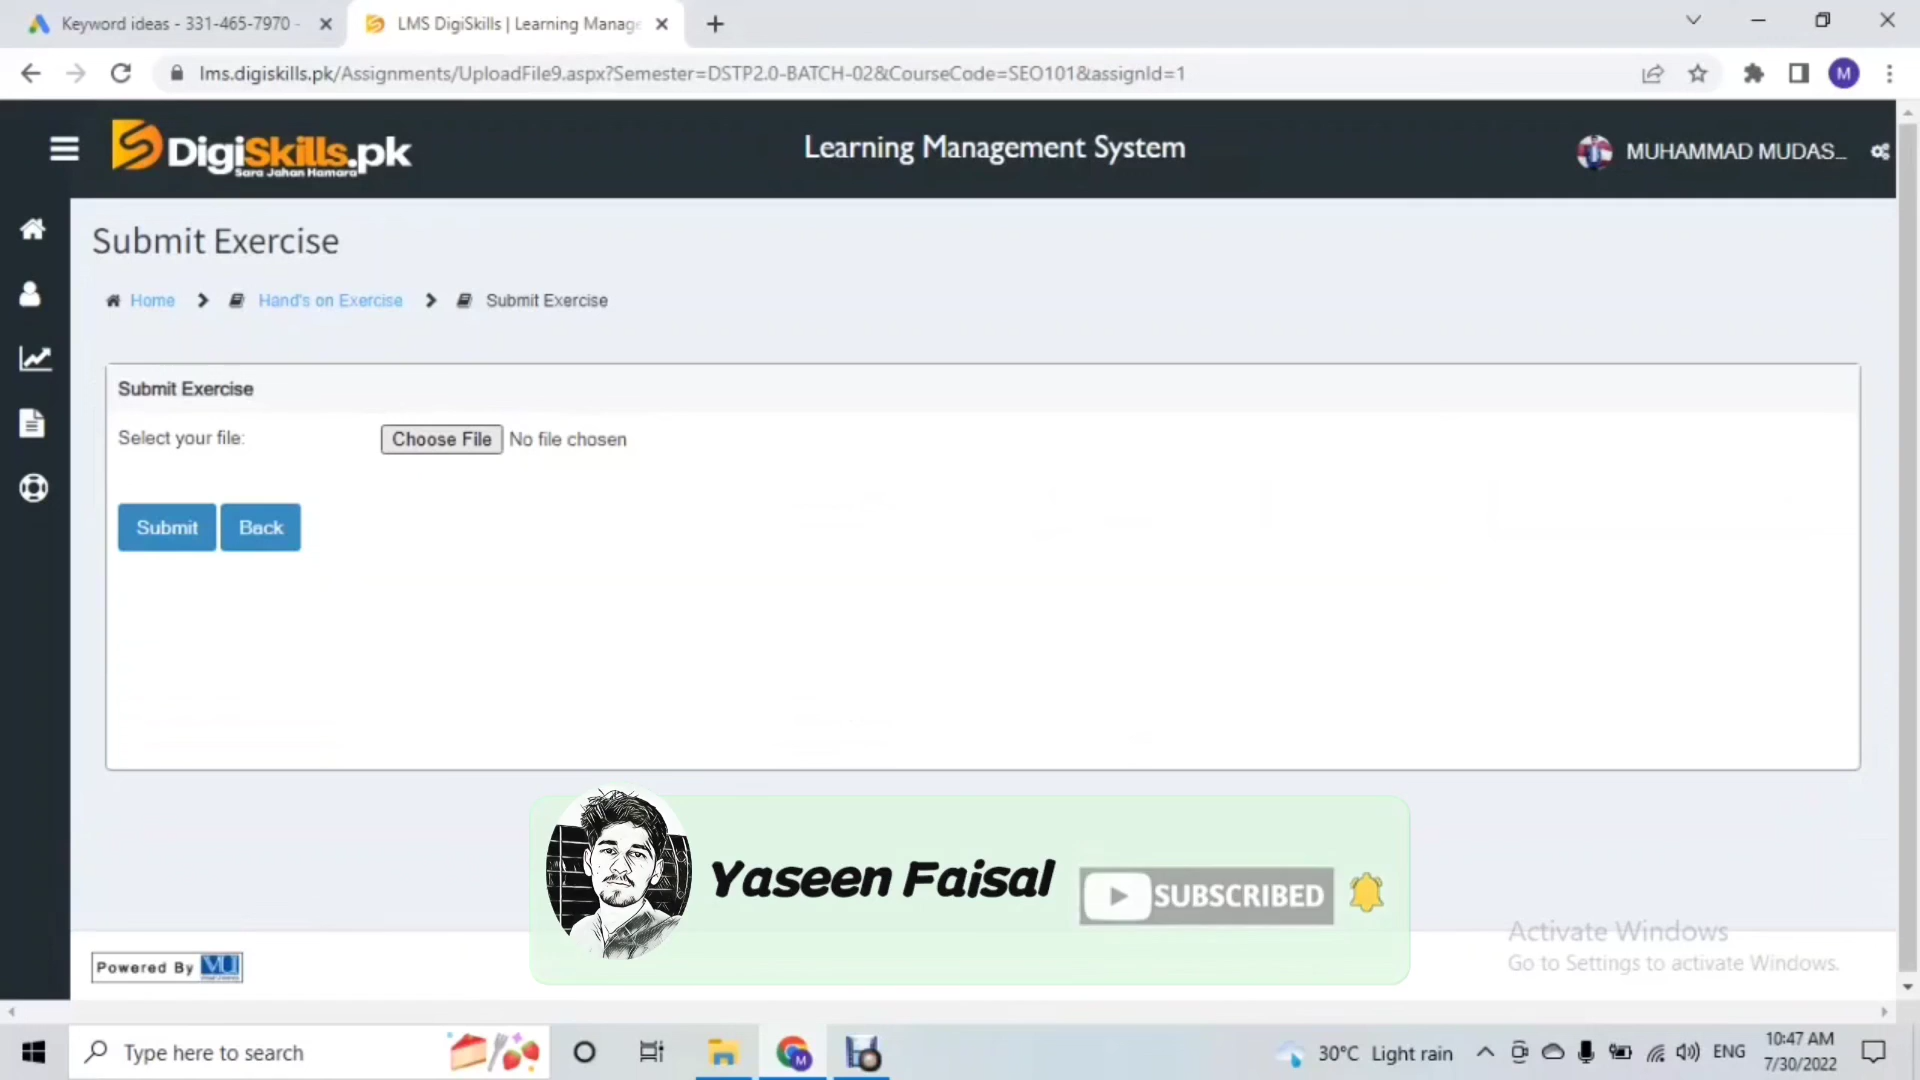 Keyword ideas - 331-465-7970 -
LMS DigiSkills | Learning Manage
lms.digiskills.pk/Assignments/UploadFile9.aspx?Semester=DSTP2.0-BATCH-02&CourseCode=SEO101&assignId=1
M
DigiSkills.pk
Sara Jahan Hamara
Learning Management System
MUHAMMAD MUDAS...
Submit Exercise
Home
Hand's on Exercise
Submit Exercise
Submit Exercise
Select your file:
Choose File No file chosen
Submit
Back
Yaseen Faisal
SUBSCRIBED
Activate Windows
Go to Settings to activate Windows.
Powered By VU
Type here to search
M
30°C Light rain
ENG
10:47 AM
7/30/2022